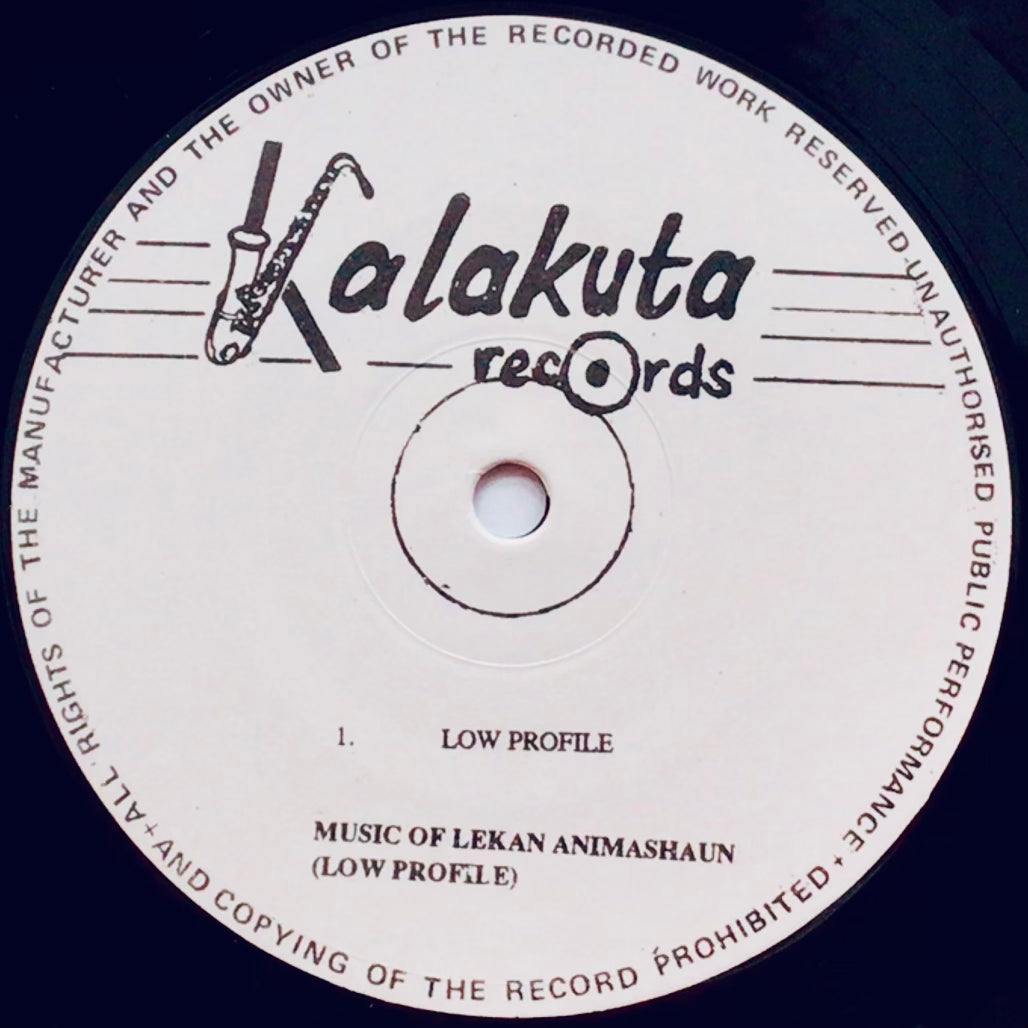 Kalakuta
records
1. LOW PROFILE
MUSIC OF LEKAN ANIMASHAUN
(LOW PROFILE)
ALL RIGHTS OF THE MANUFACTURER AND THE OWNER OF THE RECORDED WORK RESERVED-UNAUTHORISED PUBLIC PERFORMANCE + AND COPYING OF THE RECORD PROHIBITED +